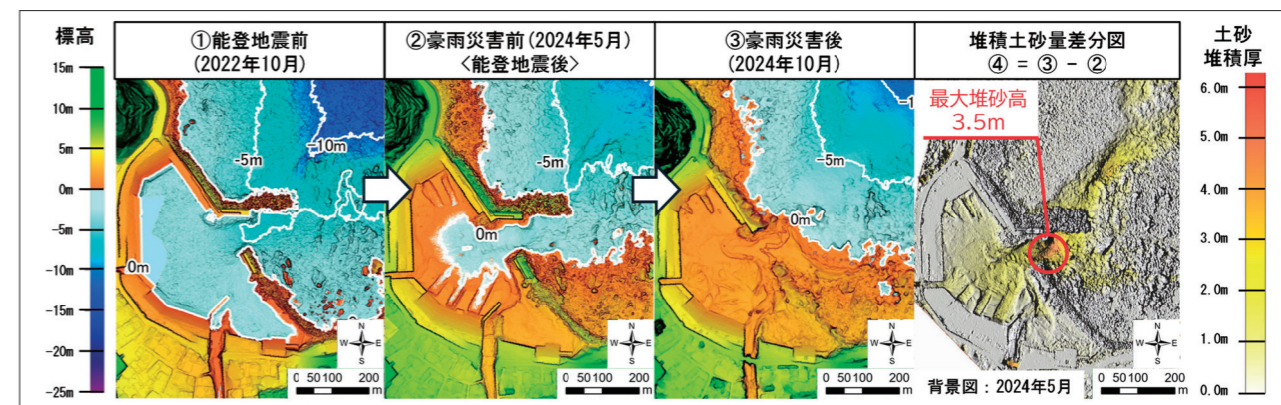 標高
15m
10m
5m
0m
-5m
-10m
-15m
-20m
-25m
①能登地震前
(2022年10月)
-5m
-10m
0m
N
W E
S
0 50100 200
m
②豪雨災害前(2024年5月)
<能登地震後>
-5m
0m
N
W E
S
0 50100 200
m
③豪雨災害後
(2024年10月)
-5m
0m
N
W E
S
0 50100 200
m
堆積土砂量差分図
④ = ③ - ②
最大堆砂高
3.5m
N
W E
S
背景図:2024年5月
0 50100 200
m
土砂
堆積厚
6.0m
5.0m
4.0m
3.0m
2.0m
1.0m
0.0m